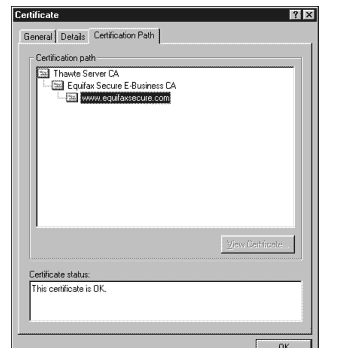 Certificate
General Details Certification Path
Certification path
Thawte Server CA
Equifax Secure E-Business CA
www.equifaxsecure.com
View Certificate...
Certificate status:
This certificate is OK.
OK